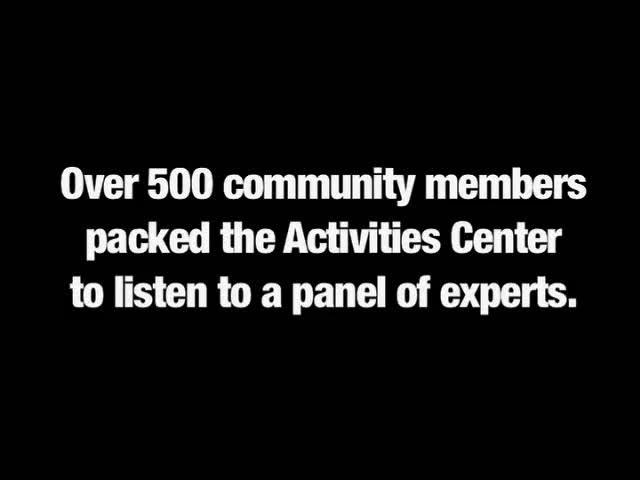 Over 500 community members
packed the Activities Center
to listen to a panel of experts.